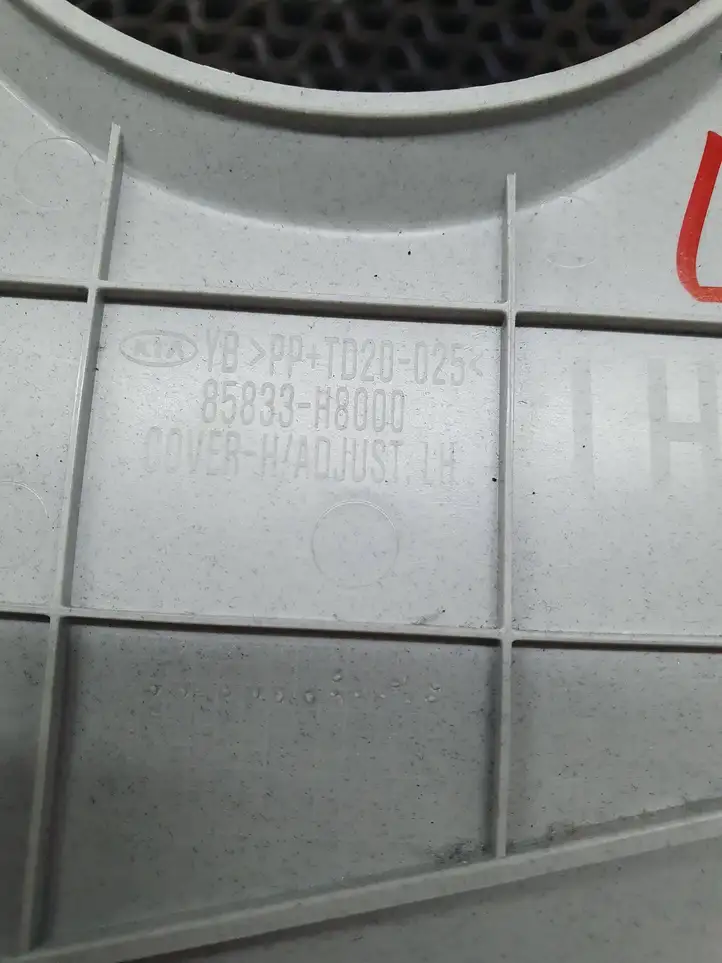 KIA YB >PP+TD20-025<
85833-H8000
COVER-H/ADJUST, LH
LH